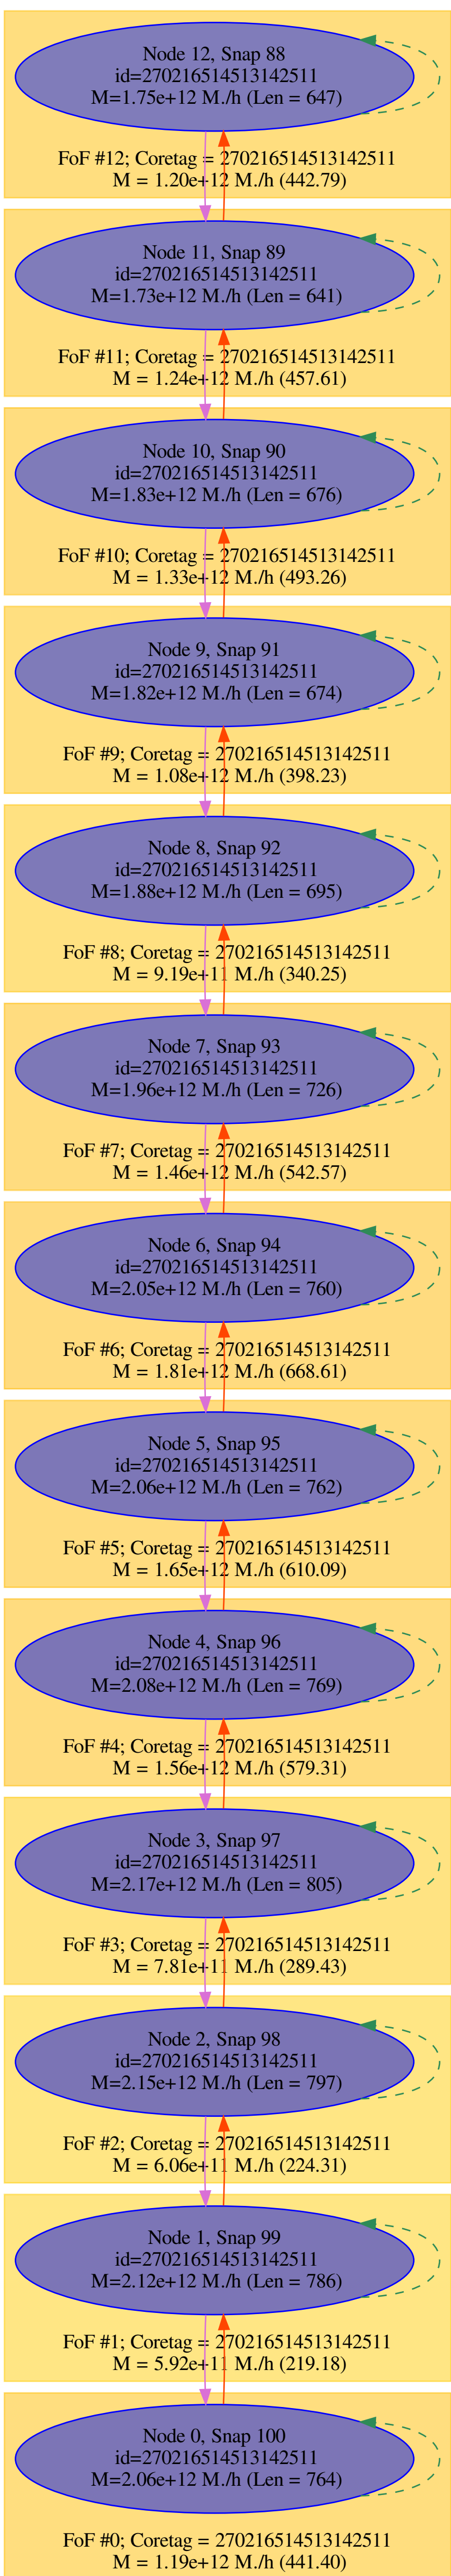 Node 12, Snap 88
id=270216514513142511
M=1.75e+12 M./h (Len = 647)
FoF #12; Coretag = 270216514513142511
M = 1.20e+12 M./h (442.79)
Node 11, Snap 89
id=270216514513142511
M=1.73e+12 M./h (Len = 641)
FoF #11; Coretag = 270216514513142511
M = 1.24e+12 M./h (457.61)
Node 10, Snap 90
id=270216514513142511
M=1.83e+12 M./h (Len = 676)
FoF #10; Coretag = 270216514513142511
M = 1.33e+12 M./h (493.26)
Node 9, Snap 91
id=270216514513142511
M=1.82e+12 M./h (Len = 674)
FoF #9; Coretag = 270216514513142511
M = 1.08e+12 M./h (398.23)
Node 8, Snap 92
id=270216514513142511
M=1.88e+12 M./h (Len = 695)
FoF #8; Coretag = 270216514513142511
M = 9.19e+11 M./h (340.25)
Node 7, Snap 93
id=270216514513142511
M=1.96e+12 M./h (Len = 726)
FoF #7; Coretag = 270216514513142511
M = 1.46e+12 M./h (542.57)
Node 6, Snap 94
id=270216514513142511
M=2.05e+12 M./h (Len = 760)
FoF #6; Coretag = 270216514513142511
M = 1.81e+12 M./h (668.61)
Node 5, Snap 95
id=270216514513142511
M=2.06e+12 M./h (Len = 762)
FoF #5; Coretag = 270216514513142511
M = 1.65e+12 M./h (610.09)
Node 4, Snap 96
id=270216514513142511
M=2.08e+12 M./h (Len = 769)
FoF #4; Coretag = 270216514513142511
M = 1.56e+12 M./h (579.31)
Node 3, Snap 97
id=270216514513142511
M=2.17e+12 M./h (Len = 805)
FoF #3; Coretag = 270216514513142511
M = 7.81e+11 M./h (289.43)
Node 2, Snap 98
id=270216514513142511
M=2.15e+12 M./h (Len = 797)
FoF #2; Coretag = 270216514513142511
M = 6.06e+11 M./h (224.31)
Node 1, Snap 99
id=270216514513142511
M=2.12e+12 M./h (Len = 786)
FoF #1; Coretag = 270216514513142511
M = 5.92e+11 M./h (219.18)
Node 0, Snap 100
id=270216514513142511
M=2.06e+12 M./h (Len = 764)
FoF #0; Coretag = 270216514513142511
M = 1.19e+12 M./h (441.40)